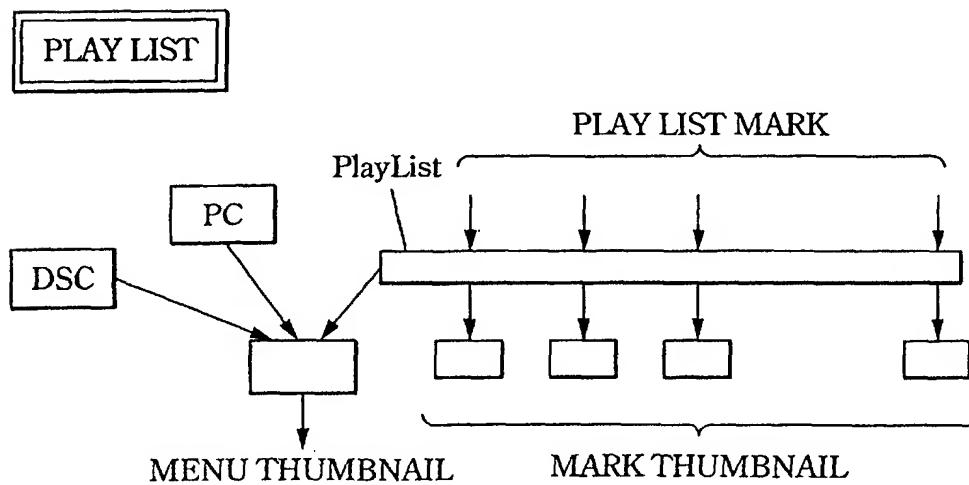 PLAY LIST
PLAY LIST MARK
PlayList
PC
DSC
MENU THUMBNAIL
MARK THUMBNAIL